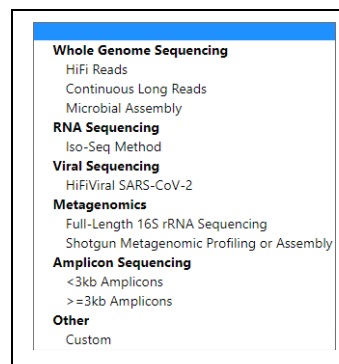 Whole Genome Sequencing
HiFi Reads
Continuous Long Reads
Microbial Assembly
RNA Sequencing
Iso-Seq Method
Viral Sequencing
HiFiViral SARS-CoV-2
Metagenomics
Full-Length 16S rRNA Sequencing
Shotgun Metagenomic Profiling or Assembly
Amplicon Sequencing
<3kb Amplicons
>=3kb Amplicons
Other
Custom